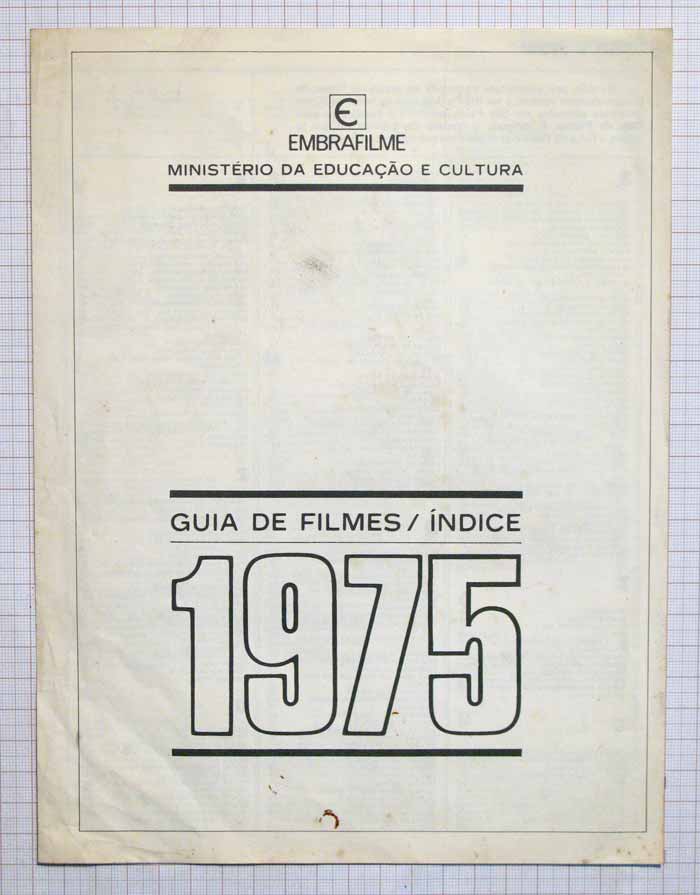 Є
EMBRAFILME
MINISTÉRIO DA EDUCAÇÃO E CULTURA
GUIA DE FILMES / ÍNDICE
1975